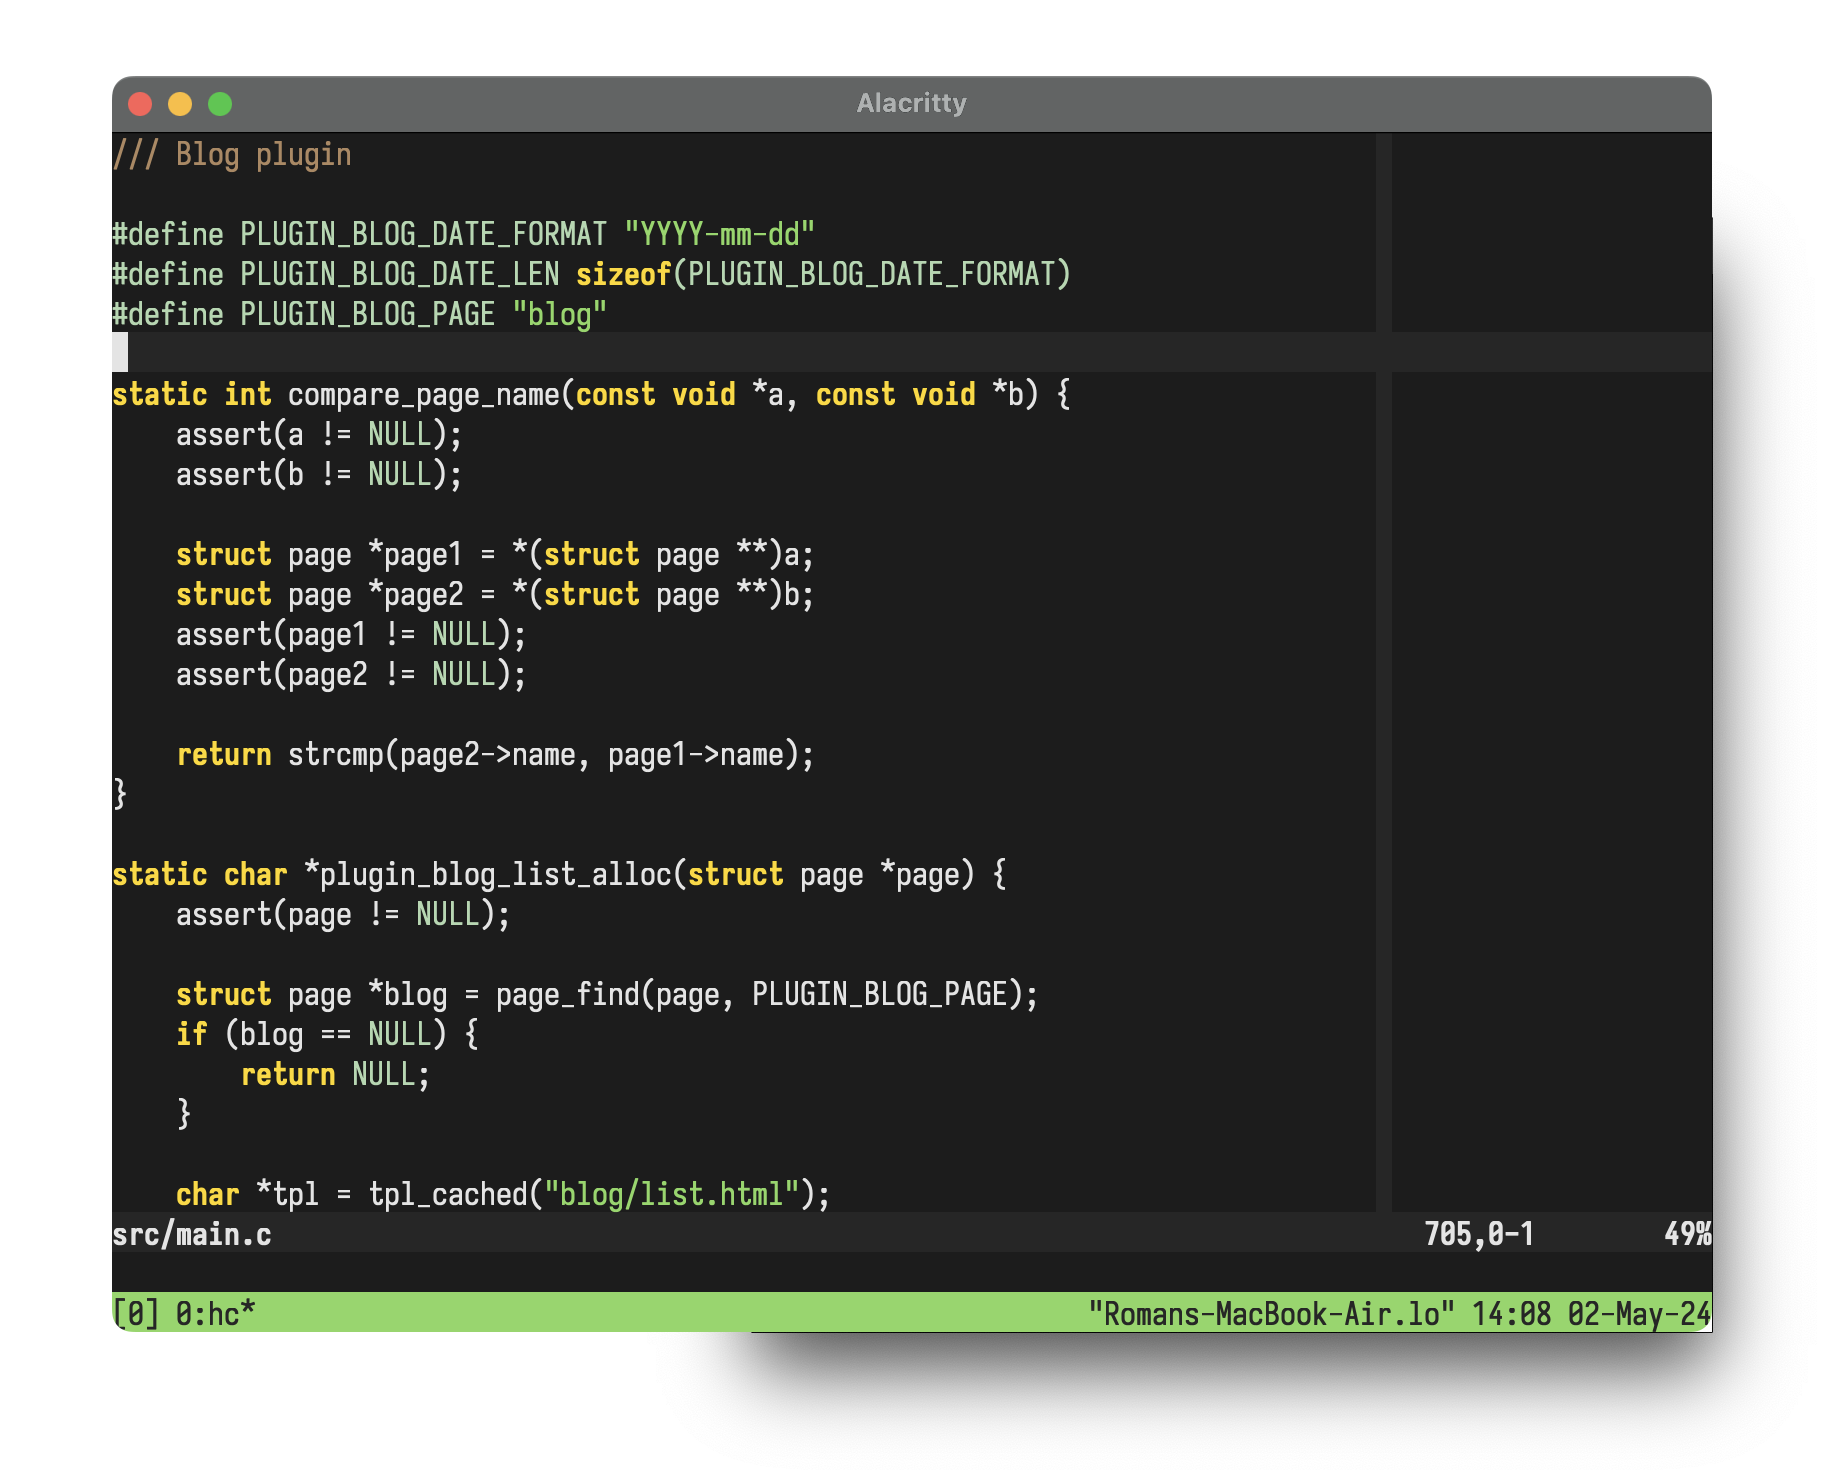 Alacritty
/// Blog plugin
#define PLUGIN_BLOG_DATE_FORMAT "YYYY-mm-dd"
#define PLUGIN_BLOG_DATE_LEN sizeof(PLUGIN_BLOG_DATE_FORMAT)
#define PLUGIN_BLOG_PAGE "blog"
static int compare_page_name(const void *a, const void *b) {
    assert(a != NULL);
    assert(b != NULL);
    struct page *page1 = *(struct page **)a;
    struct page *page2 = *(struct page **)b;
    assert(page1 != NULL);
    assert(page2 != NULL);
    return strcmp(page2->name, page1->name);
}
static char *plugin_blog_list_alloc(struct page *page) {
    assert(page != NULL);
    struct page *blog = page_find(page, PLUGIN_BLOG_PAGE);
    if (blog == NULL) {
        return NULL;
    }
    char *tpl = tpl_cached("blog/list.html");
src/main.c 705,0-1 49%
[0] 0:hc* "Romans-MacBook-Air.lo" 14:08 02-May-24